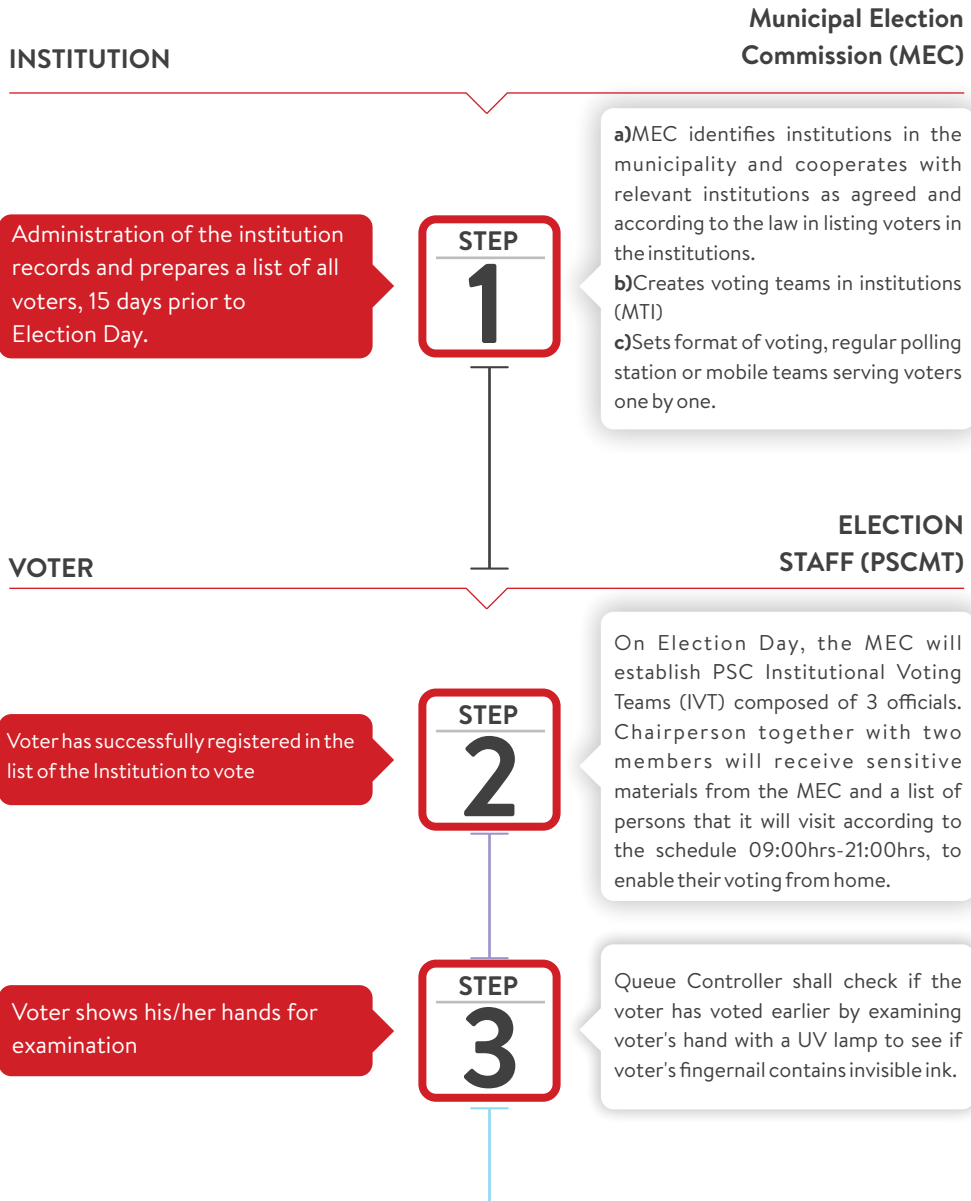 INSTITUTION
Municipal Election
Commission (MEC)
Administration of the institution
records and prepares a list of all
voters, 15 days prior to
Election Day.
STEP
1
a)MEC identifies institutions in the
municipality and cooperates with
relevant institutions as agreed and
according to the law in listing voters in
the institutions.
b)Creates voting teams in institutions
(MTI)
c)Sets format of voting, regular polling
station or mobile teams serving voters
one by one.
VOTER
ELECTION
STAFF (PSCMT)
Voter has successfully registered in the
list of the Institution to vote
STEP
2
On Election Day, the MEC will
establish PSC Institutional Voting
Teams (IVT) composed of 3 officials.
Chairperson together with two
members will receive sensitive
materials from the MEC and a list of
persons that it will visit according to
the schedule 09:00hrs-21:00hrs, to
enable their voting from home.
Voter shows his/her hands for
examination
STEP
3
Queue Controller shall check if the
voter has voted earlier by examining
voter's hand with a UV lamp to see if
voter's fingernail contains invisible ink.